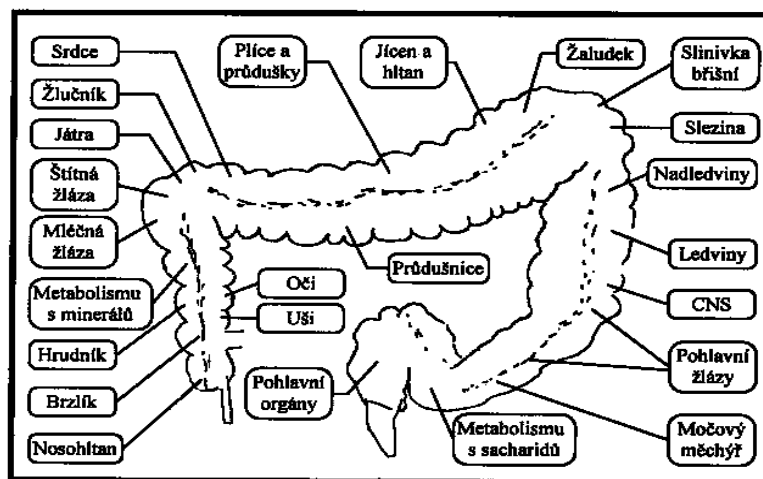 Srdce
Žlučník
Játra
Štítná
žláza
Mléčná
žláza
Metabolismu
s minerálů
Hrudník
Brzlík
Nosohltan
Plíce a
průdušky
Jícen a
hltan
Žaludek
Slinivka
břišní
Slezina
Nadledviny
Ledviny
CNS
Pohlavní
žlázy
Močový
měchýř
Průdušnice
Oči
Uši
Pohlavní
orgány
Metabolismu
s sacharidů